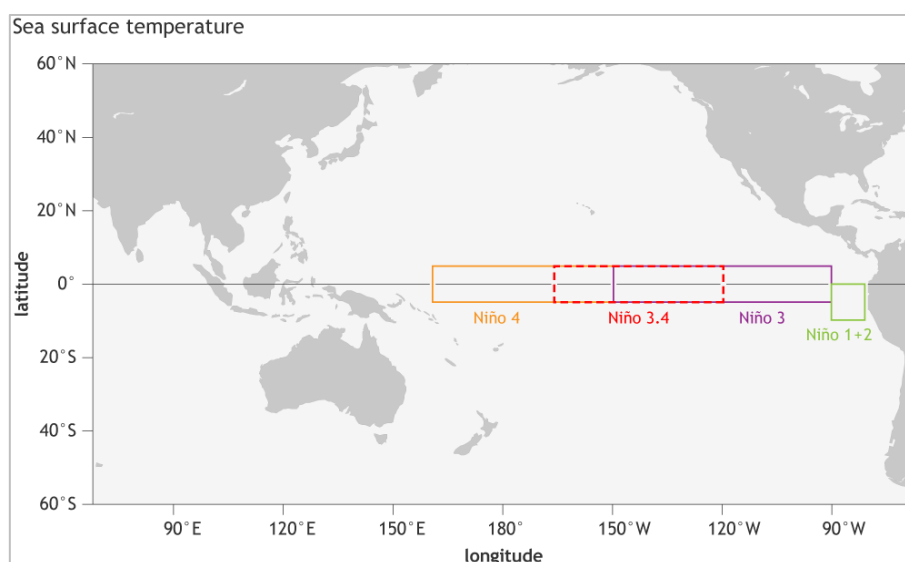 Sea surface temperature
60°N
40°N
20°N
0°
20°S
40°S
60°S
latitude
Niño 4
Niño 3.4
Niño 3
Niño 1+2
90°E
120°E
150°E
180°
150°W
120°W
90°W
longitude